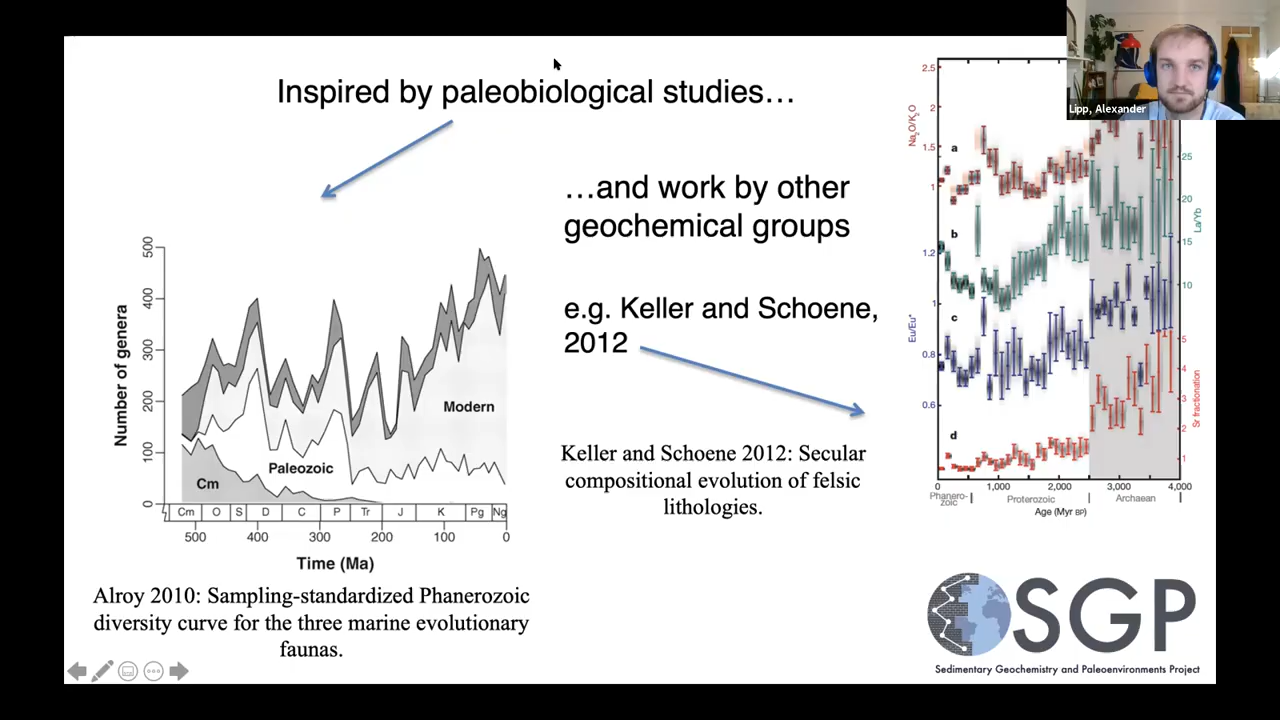 Inspired by paleobiological studies…
…and work by other
geochemical groups
e.g. Keller and Schoene,
2012
Keller and Schoene 2012: Secular
compositional evolution of felsic
lithologies.
Number of genera
500
400
300
200
100
0
Modern
Paleozoic
Cm
Cm O S D C P Tr J K Pg Ng
500 400 300 200 100 0
Time (Ma)
Alroy 2010: Sampling-standardized Phanerozoic
diversity curve for the three marine evolutionary
faunas.
Lipp, Alexander
Na2O/K2O
2.5
2
1.5
1
a
b
c
d
Eu/Eu*
1.2
1
0.8
0.6
La/Yb
25
20
15
10
Sr fractionation
5
4
3
2
1
0 1,000 2,000 3,000 4,000
Phanero-
zoic
Proterozoic
Archaean
Age (Myr BP)
SGP
Sedimentary Geochemistry and Paleoenvironments Project